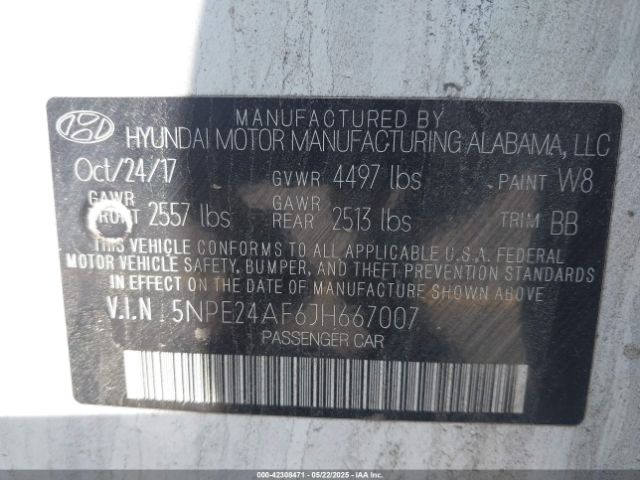 MANUFACTURED BY
HYUNDAI MOTOR MANUFACTURING ALABAMA, LLC
Oct/24/17 GVWR 4497 lbs PAINT W8
GAWR FRONT 2557 lbs GAWR REAR 2513 lbs TRIM BB
THIS VEHICLE CONFORMS TO ALL APPLICABLE U.S.A. FEDERAL
MOTOR VEHICLE SAFETY, BUMPER, AND THEFT PREVENTION STANDARDS
IN EFFECT ON THE DATE OF MANUFACTURE SHOWN ABOVE.
V.I.N 5NPE24AF6JH667007
PASSENGER CAR
000-42308471 - 05/22/2025 - COPYRIGHT © IAA, LLC